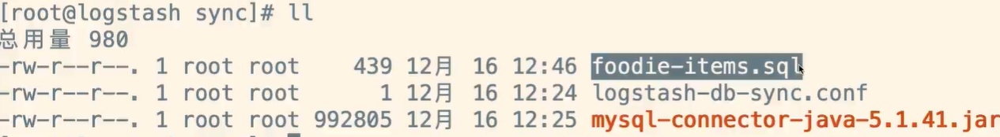 [root@logstash sync]# ll
总用量 980
-rw-r--r--. 1 root root    439 12月  16 12:46 foodie-items.sql
-rw-r--r--. 1 root root      1 12月  16 12:24 logstash-db-sync.conf
-rw-r--r--. 1 root root 992805 12月  16 12:25 mysql-connector-java-5.1.41.jar